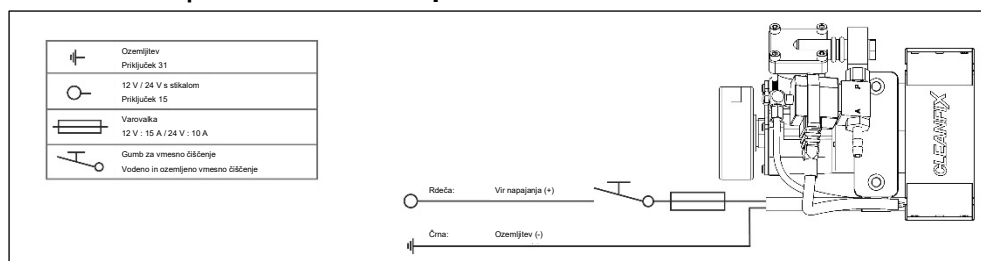 Ozemljitev
Priključek 31
12 V / 24 V s stikalom
Priključek 15
Varovalka
12 V : 15 A / 24 V : 10 A
Gumb za vmesno čiščenje
Vodeno in ozemljeno vmesno čiščenje
Rdeča: Vir napajanja (+)
Črna: Ozemljitev (-)
A P
CLEANFIX